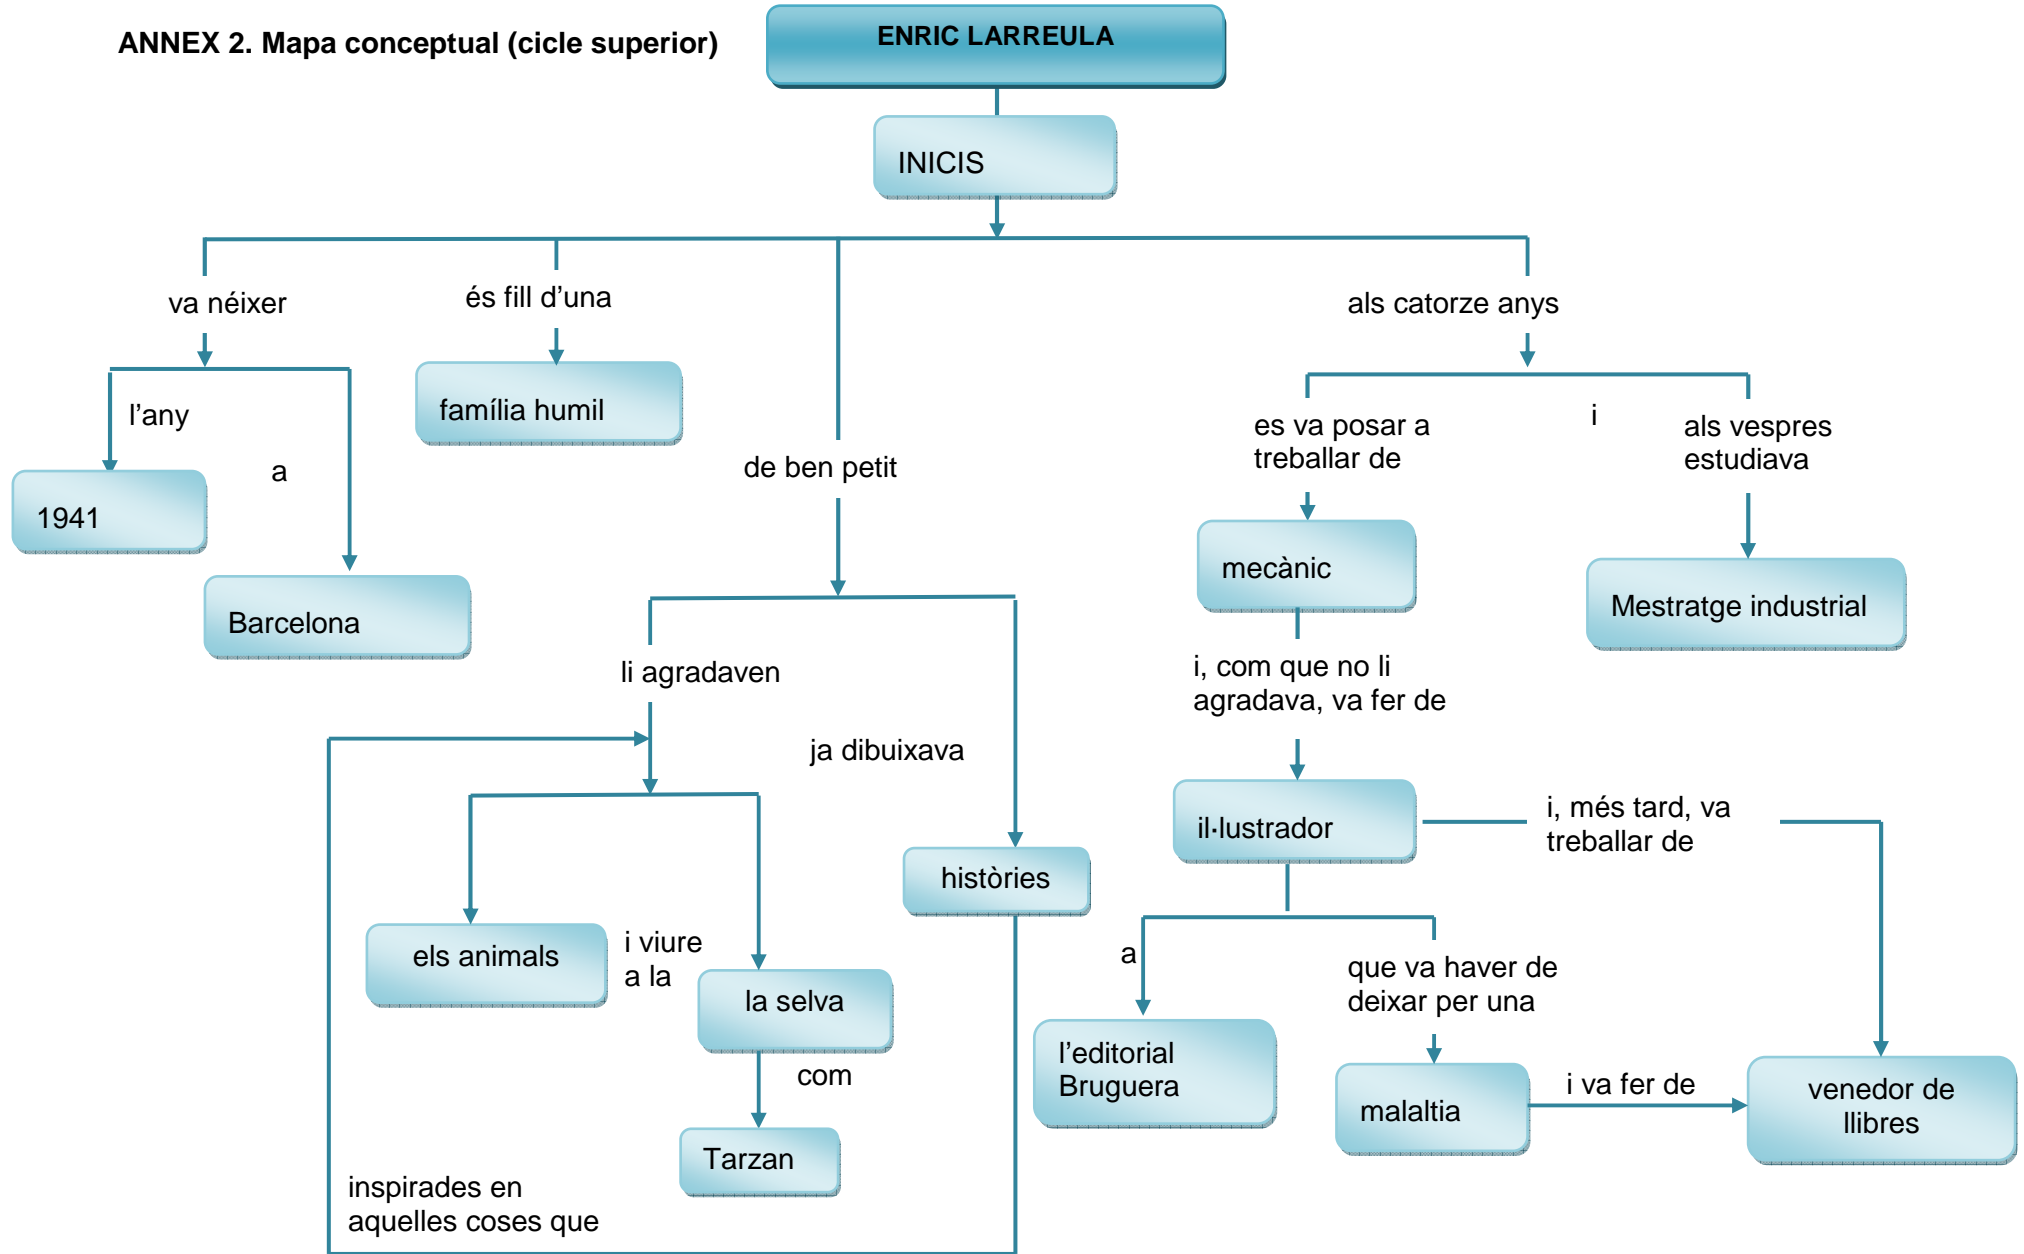 ANNEX 2. Mapa conceptual (cicle superior)
ENRIC LARREULA
INICIS
va néixer
és fill d’una
als catorze anys
l’any
a
família humil
1941
Barcelona
de ben petit
es va posar a
treballar de
i
als vespres
estudiava
mecànic
Mestratge industrial
li agradaven
ja dibuixava
i, com que no li
agradava, va fer de
il·lustrador
i, més tard, va
treballar de
històries
els animals
i viure
a la
la selva
com
Tarzan
inspirades en
aquelles coses que
a
l’editorial
Bruguera
que va haver de
deixar per una
malaltia
i va fer de
venedor de
llibres